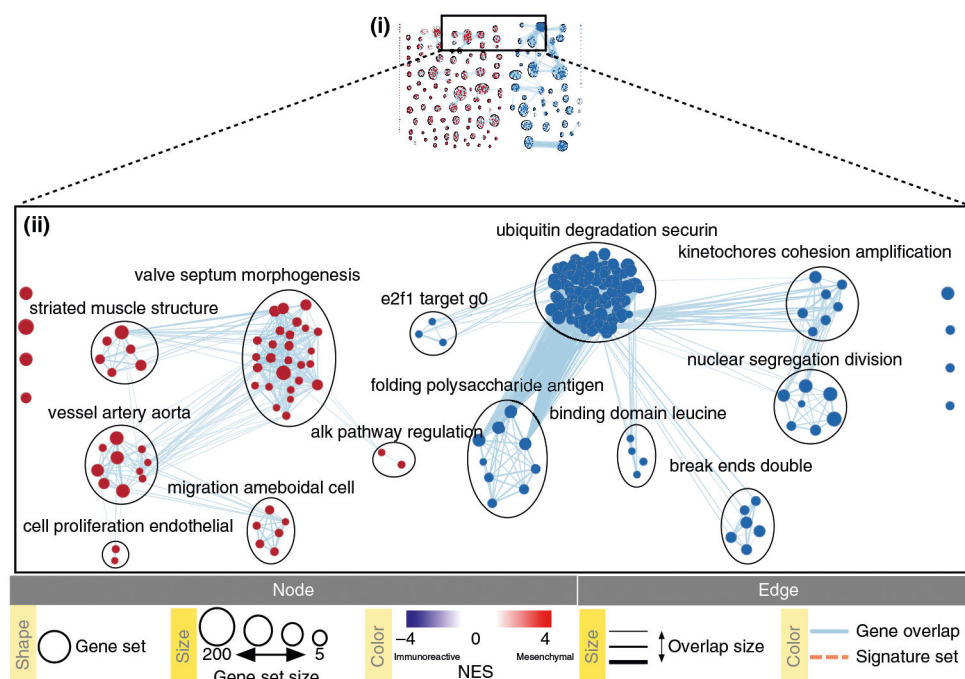 (i)
(ii)
ubiquitin degradation securin
kinetochores cohesion amplification
valve septum morphogenesis
e2f1 target g0
striated muscle structure
nuclear segregation division
folding polysaccharide antigen
vessel artery aorta
binding domain leucine
alk pathway regulation
break ends double
migration ameboidal cell
cell proliferation endothelial
Node
Edge
Shape
Gene set
Size
200
5
Gene set size
Color
–4
0
4
Immunoreactive
Mesenchymal
NES
Size
Overlap size
Color
Gene overlap
Signature set